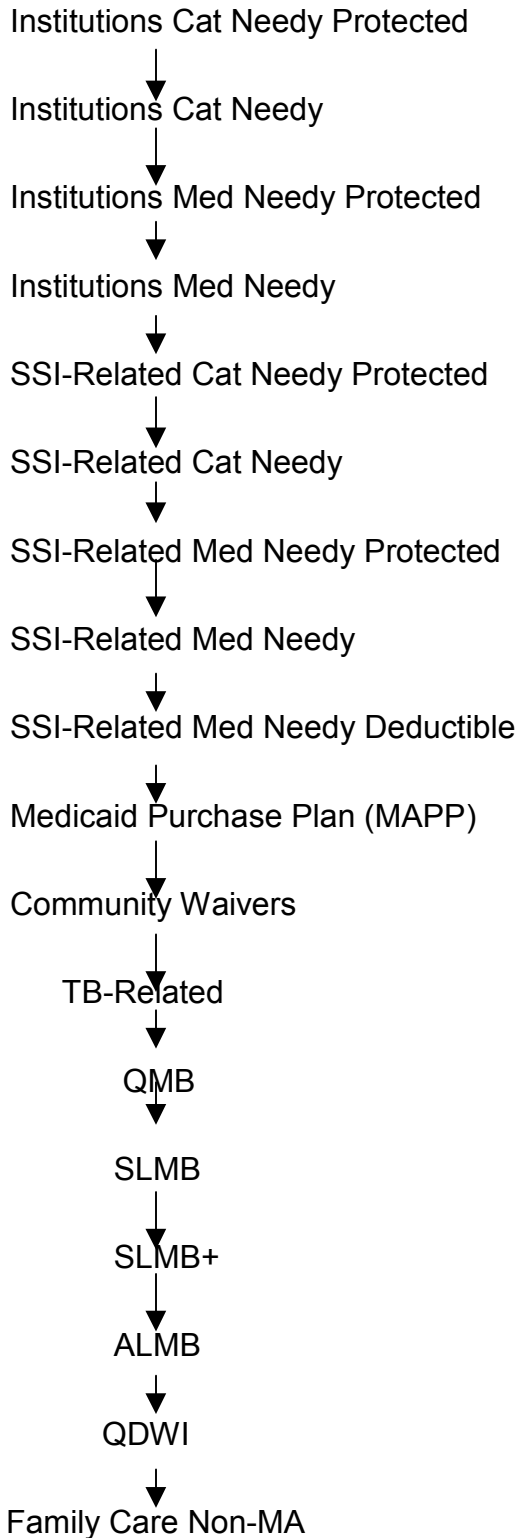 Institutions Cat Needy Protected
Institutions Cat Needy
Institutions Med Needy Protected
Institutions Med Needy
SSI-Related Cat Needy Protected
SSI-Related Cat Needy
SSI-Related Med Needy Protected
SSI-Related Med Needy
SSI-Related Med Needy Deductible
Medicaid Purchase Plan (MAPP)
Community Waivers
TB-Related
QMB
SLMB
SLMB+
ALMB
QDWI
Family Care Non-MA